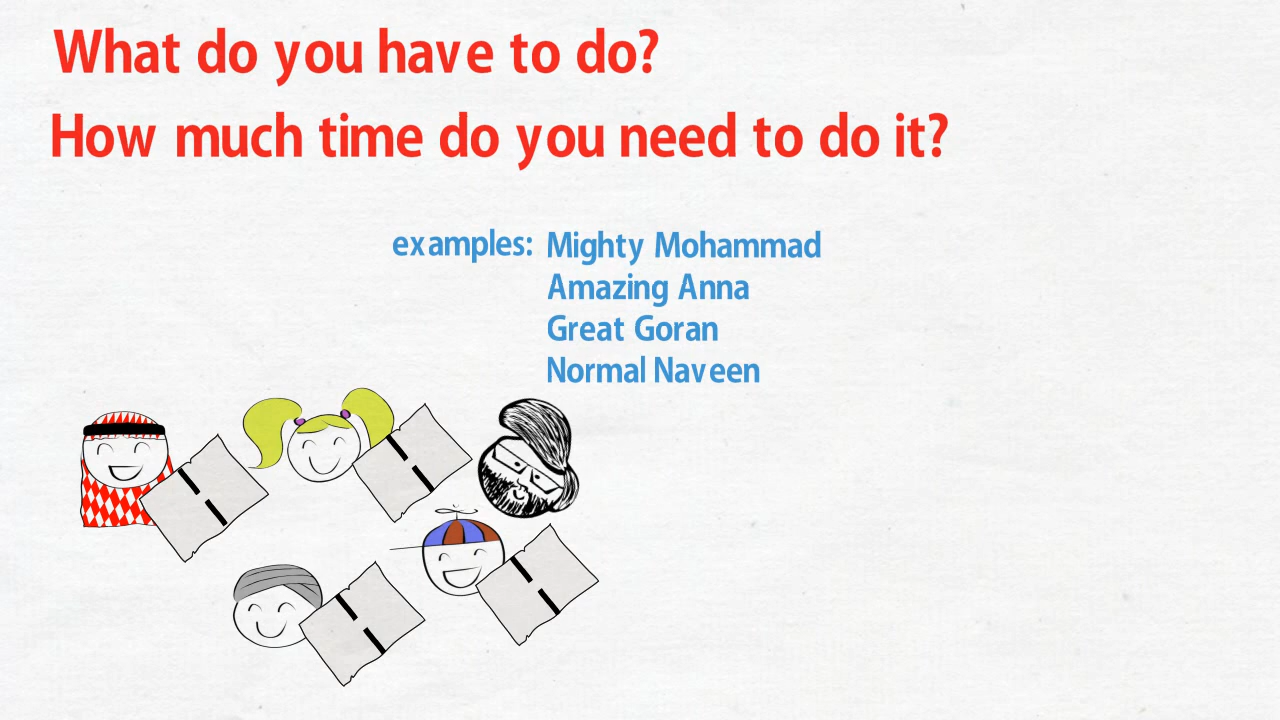 What do you have to do?
How much time do you need to do it?
examples: Mighty Mohammad
Amazing Anna
Great Goran
Normal Naveen